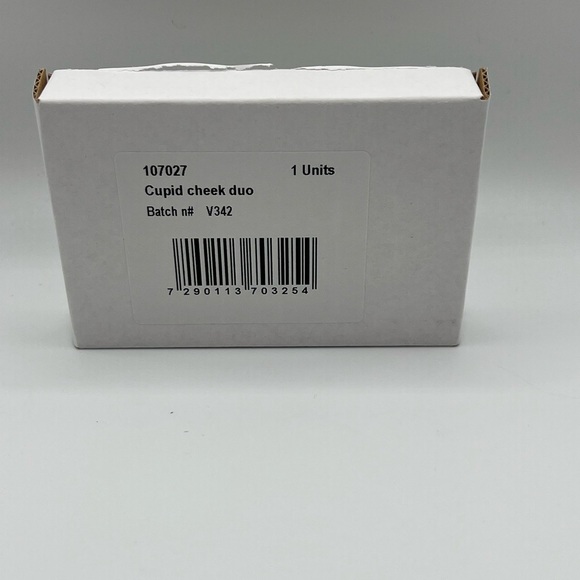 107027 1 Units
Cupid cheek duo
Batch n# V342
7 290113 703254